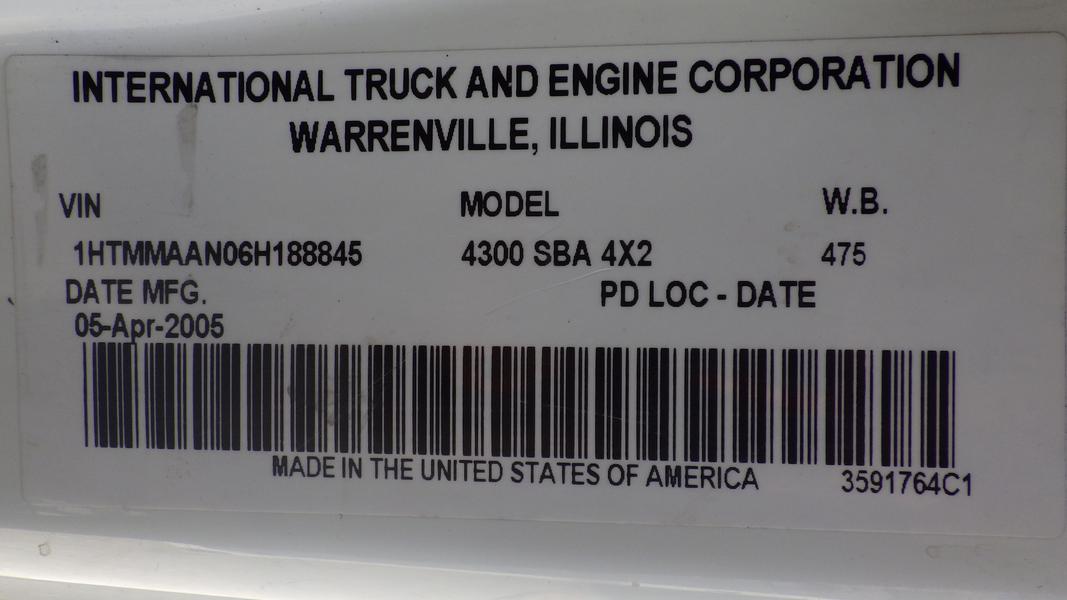 INTERNATIONAL TRUCK AND ENGINE CORPORATION
WARRENVILLE, ILLINOIS
VIN MODEL W.B.
1HTMMAAN06H188845 4300 SBA 4X2 475
DATE MFG. PD LOC - DATE
05-Apr-2005
MADE IN THE UNITED STATES OF AMERICA 3591764C1